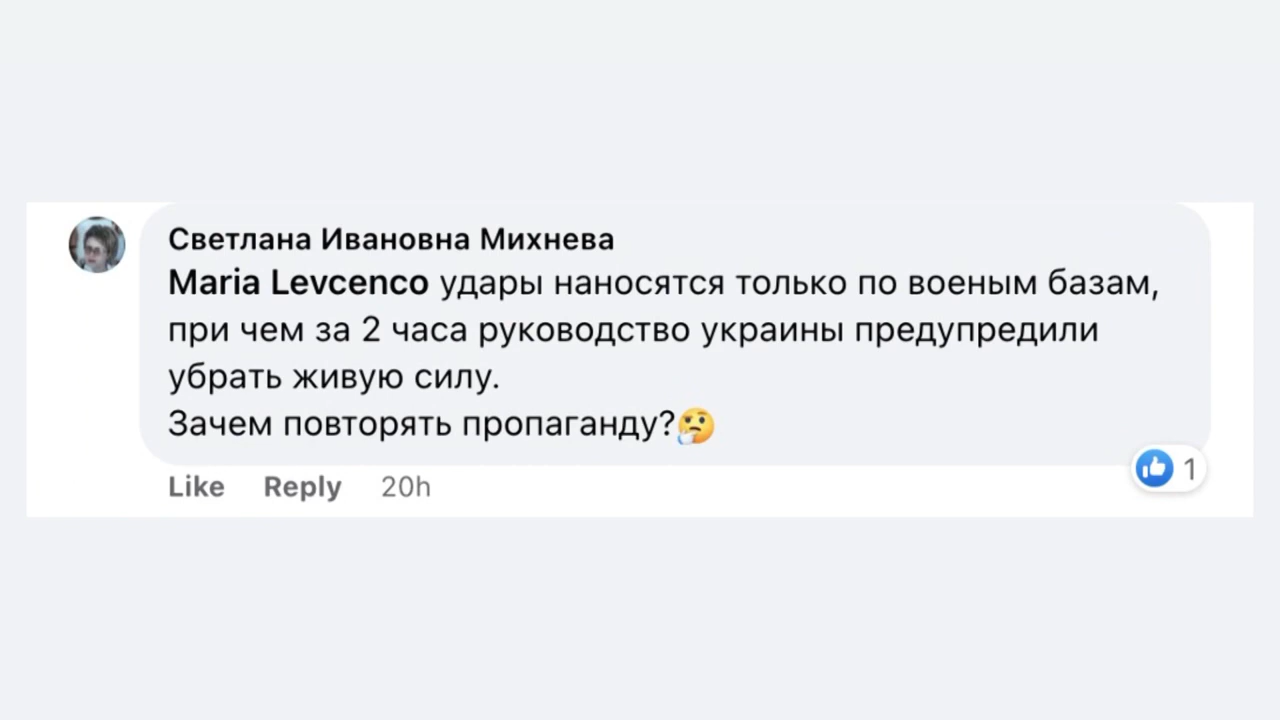 Светлана Ивановна Михнева
Maria Levcenco удары наносятся только по военым базам,
при чем за 2 часа руководство украины предупредили
убрать живую силу.
Зачем повторять пропаганду?🤔
Like Reply 20h
1